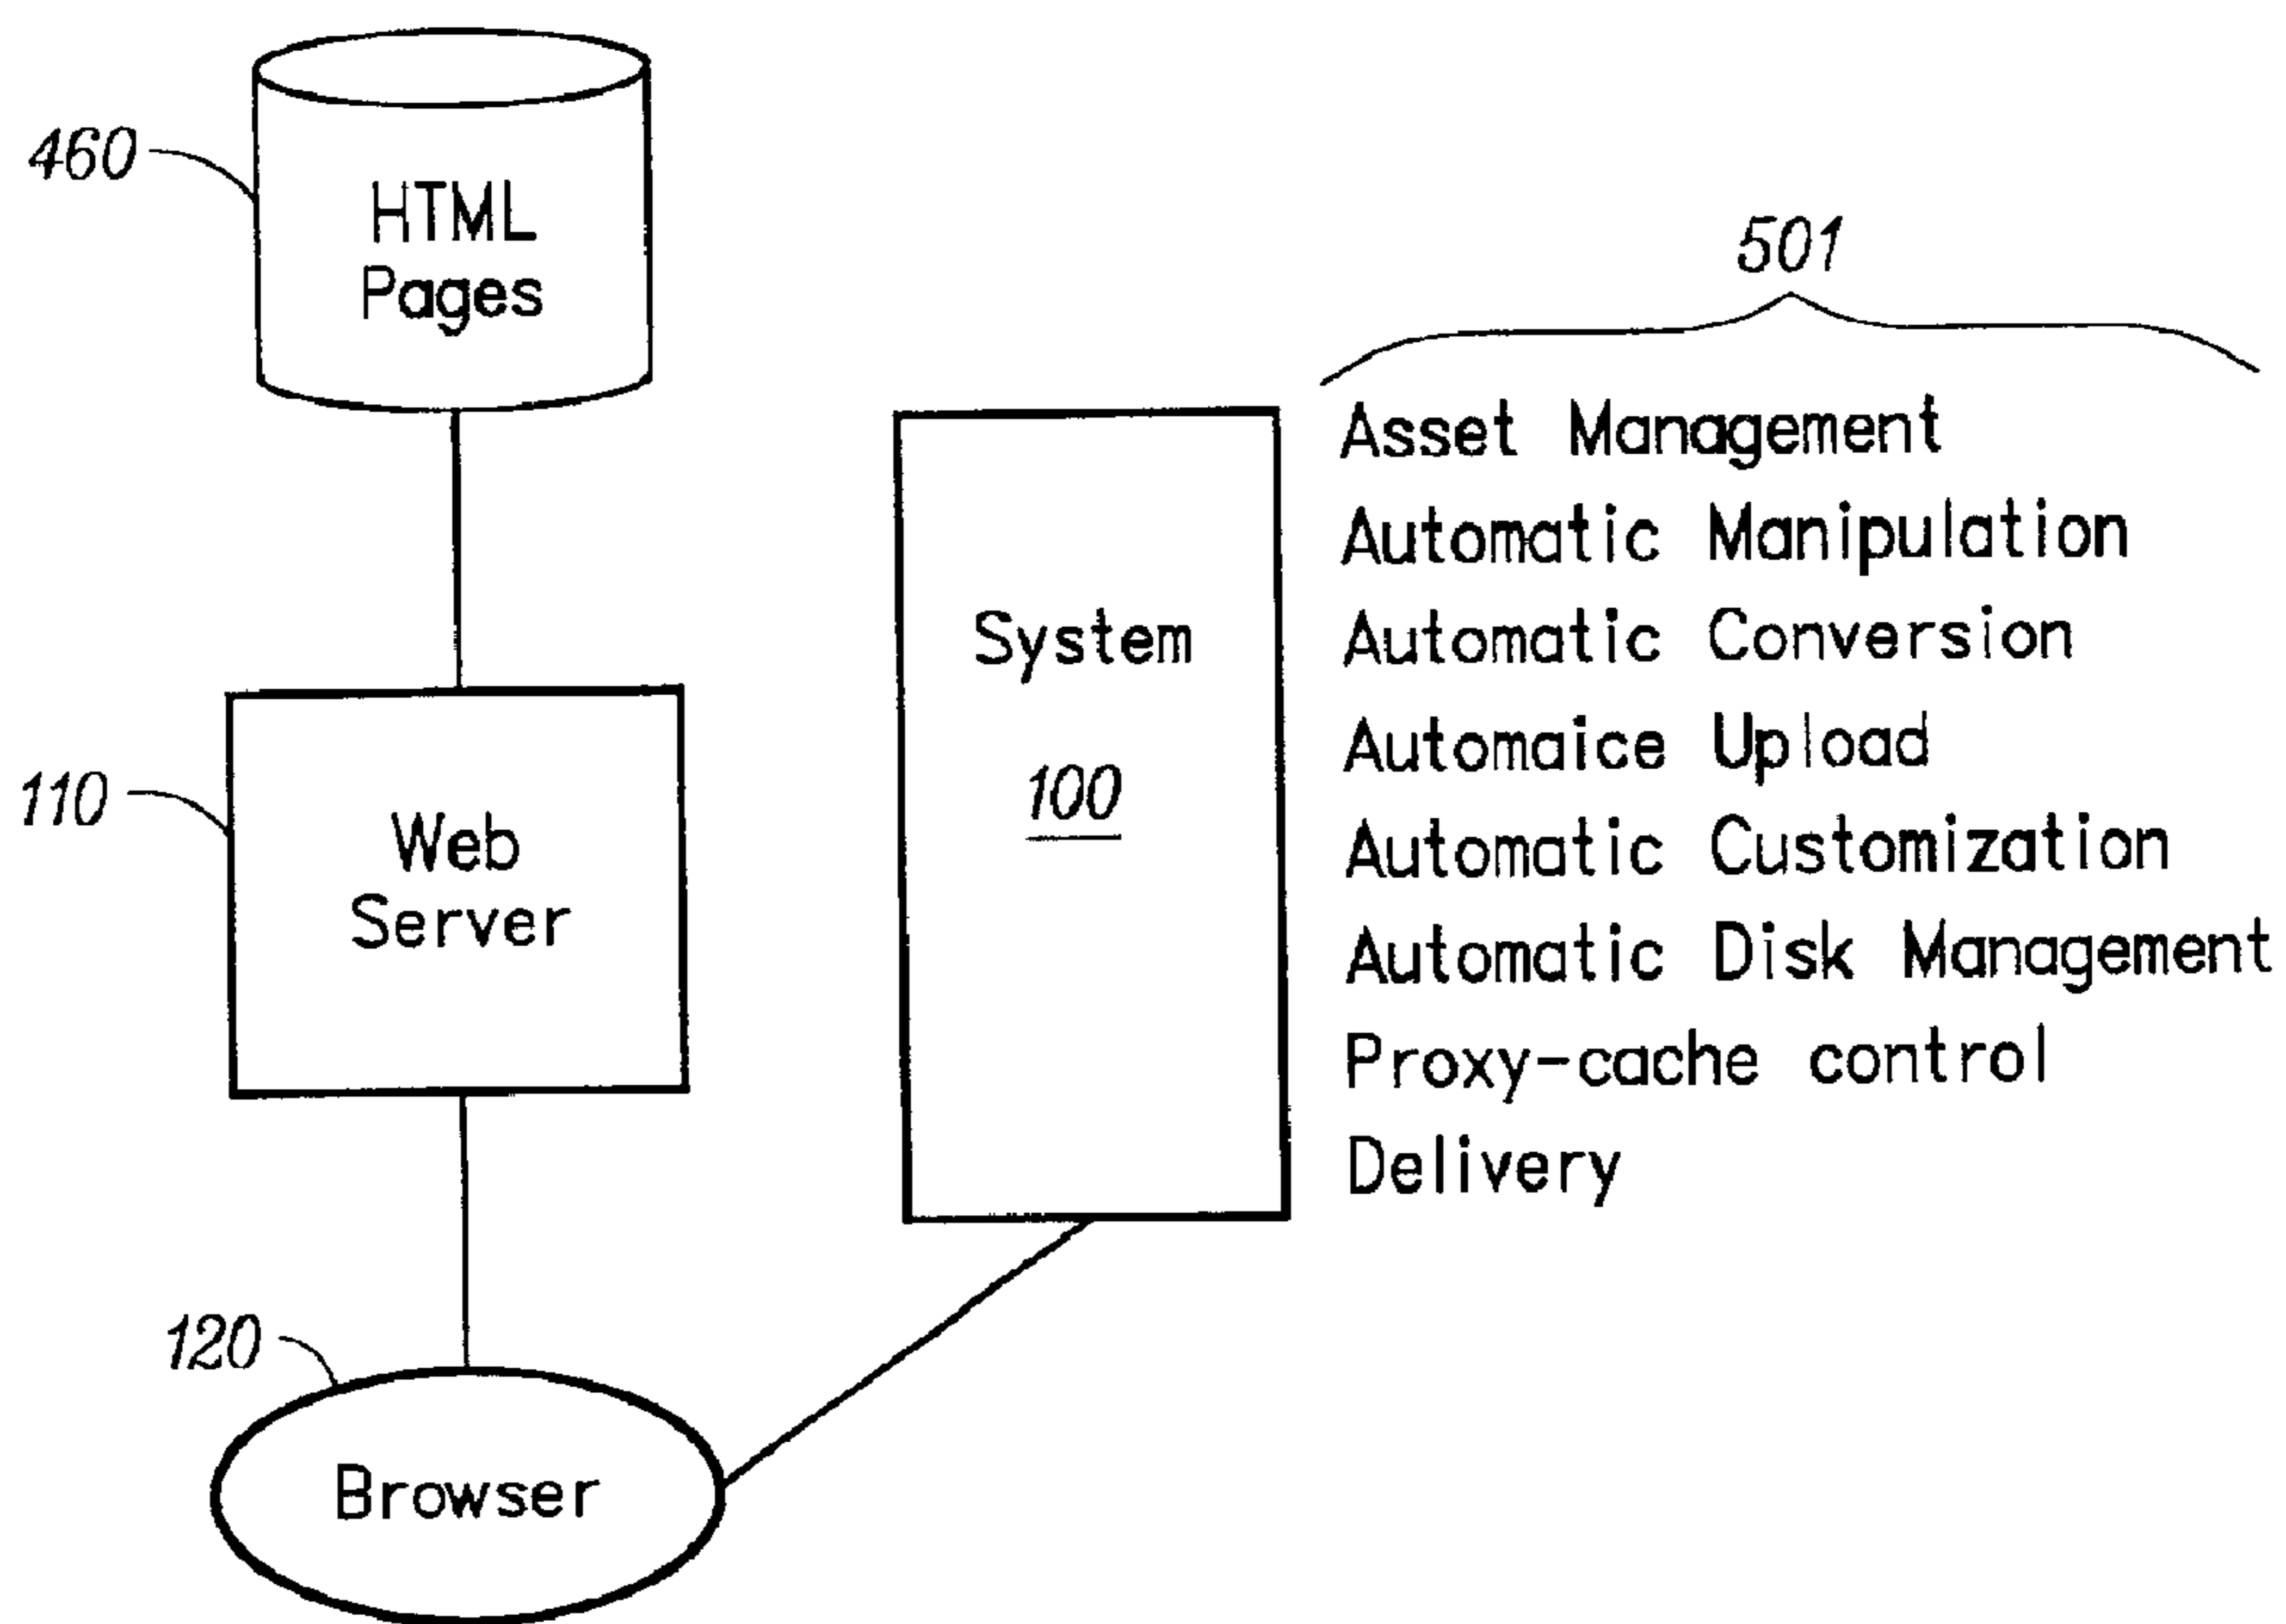 460
HTML
Pages
501
Asset Management
Automatic Manipulation
Automatic Conversion
Automaice Upload
Automatic Customization
Automatic Disk Management
Proxy-cache control
Delivery
System
100
110
Web
Server
120
Browser